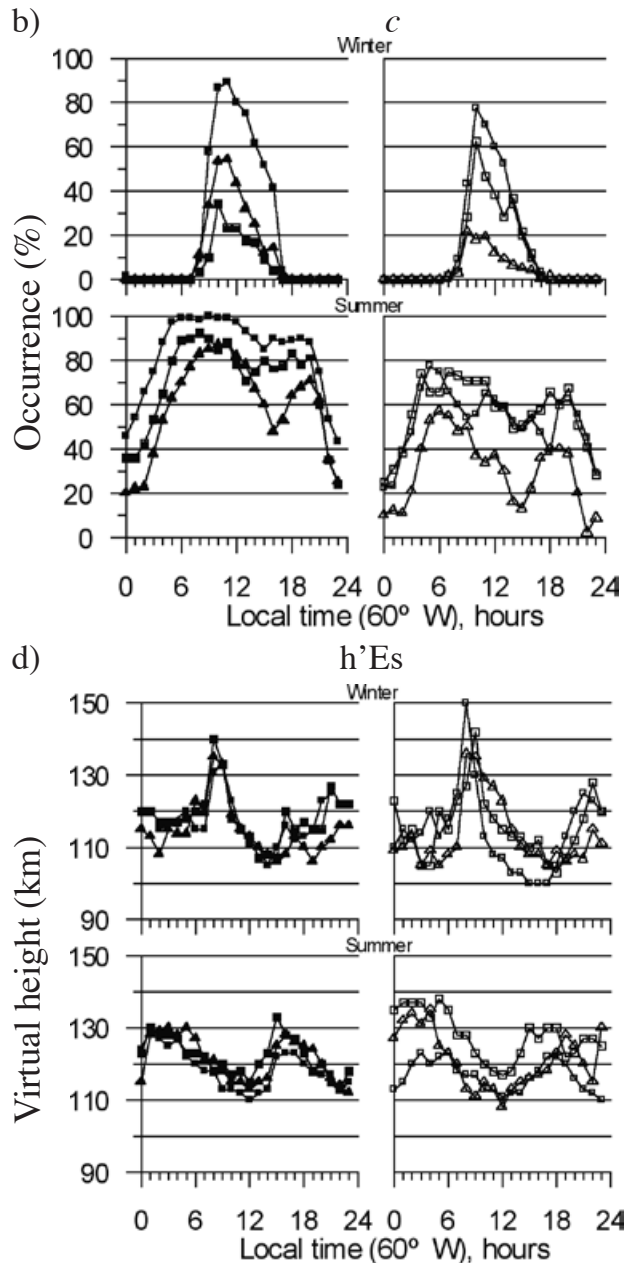 b) c
Winter
100
80
60
40
20
0
Summer
100
80
60
40
20
0
Occurrence (%)
0 6 12 18 24 0 6 12 18 24
Local time (60º W), hours
d) h'Es
Winter
150
130
110
90
Summer
150
130
110
90
Virtual height (km)
0 6 12 18 24 0 6 12 18 24
Local time (60º W), hours